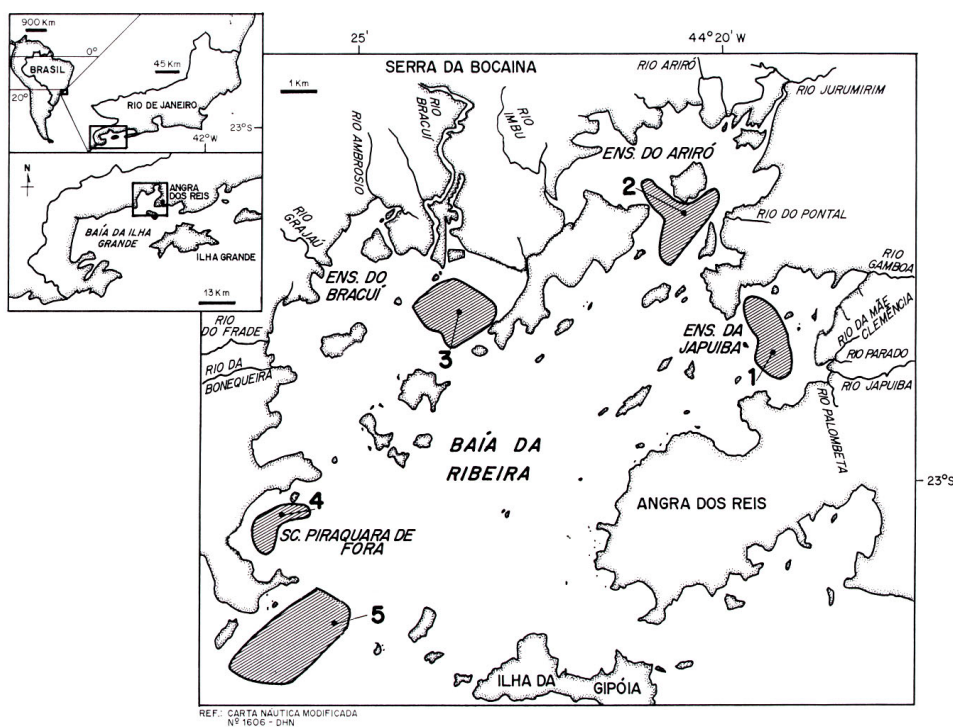 900 Km
0°
BRASIL
20°
45 Km
RIO DE JANEIRO
23°S
42°W
N
ANGRA
DOS REIS
BAÍA DA ILHA
GRANDE
ILHA GRANDE
13 Km
25'
44° 20' W
1 Km
SERRA DA BOCAINA
RIO ARIRÓ
RIO JURUMIRIM
RIO
BRACUÍ
RIO
IMBU
RIO AMBROSIO
ENS. DO ARIRÓ
2
RIO DO PONTAL
RIO
GRAJAÚ
ENS. DO
BRACUÍ
RIO
GAMBOA
3
ENS. DA
JAPUIBA
1
RIO DA MÃE
CLEMÊNCIA
RIO PARADO
RIO JAPUIBA
RIO PALOMBETA
RIO
DO FRADE
RIO DA
BONEQUEIRA
BAÍA DA
RIBEIRA
23°S
ANGRA DOS REIS
4
SC. PIRAQUARA DE
FORA
5
ILHA DA
GIPÓIA
REF.: CARTA NÁUTICA MODIFICADA
Nº 1606 - DHN